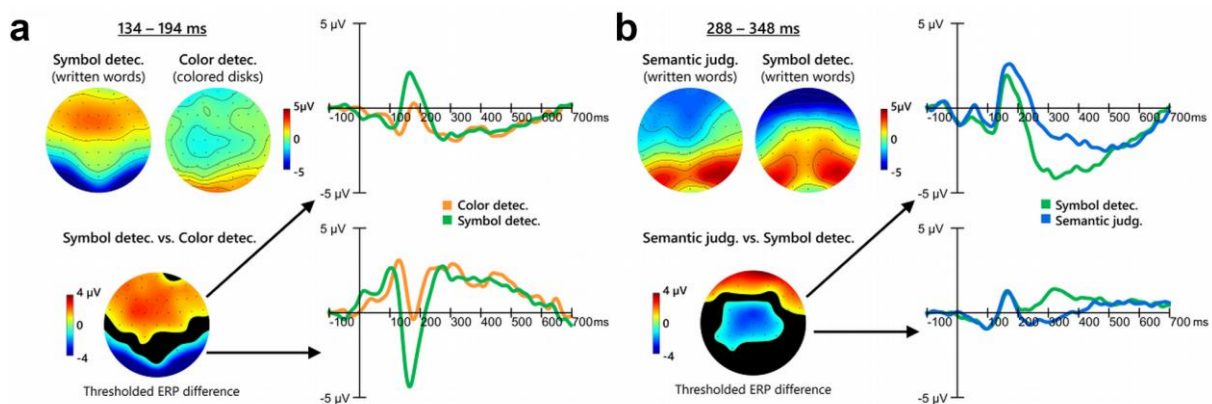 a
134 – 194 ms
Symbol detec.
(written words)
Color detec.
(colored disks)
5µV
0
-5
Symbol detec. vs. Color detec.
4 µV
0
-4
Thresholded ERP difference
5 µV
-100
100
200
300
400
500
600
700ms
-5 µV
Color detec.
Symbol detec.
5 µV
-100
100
200
300
400
500
600
700ms
-5 µV
b
288 – 348 ms
Semantic judg.
(written words)
Symbol detec.
(written words)
5µV
0
-5
Semantic judg. vs Symbol detec.
4 µV
0
-4
Thresholded ERP difference
5 µV
-100
100
200
300
400
500
600
700ms
-5 µV
Symbol detec.
Semantic judg.
5 µV
-100
100
200
300
400
500
600
700ms
-5 µV